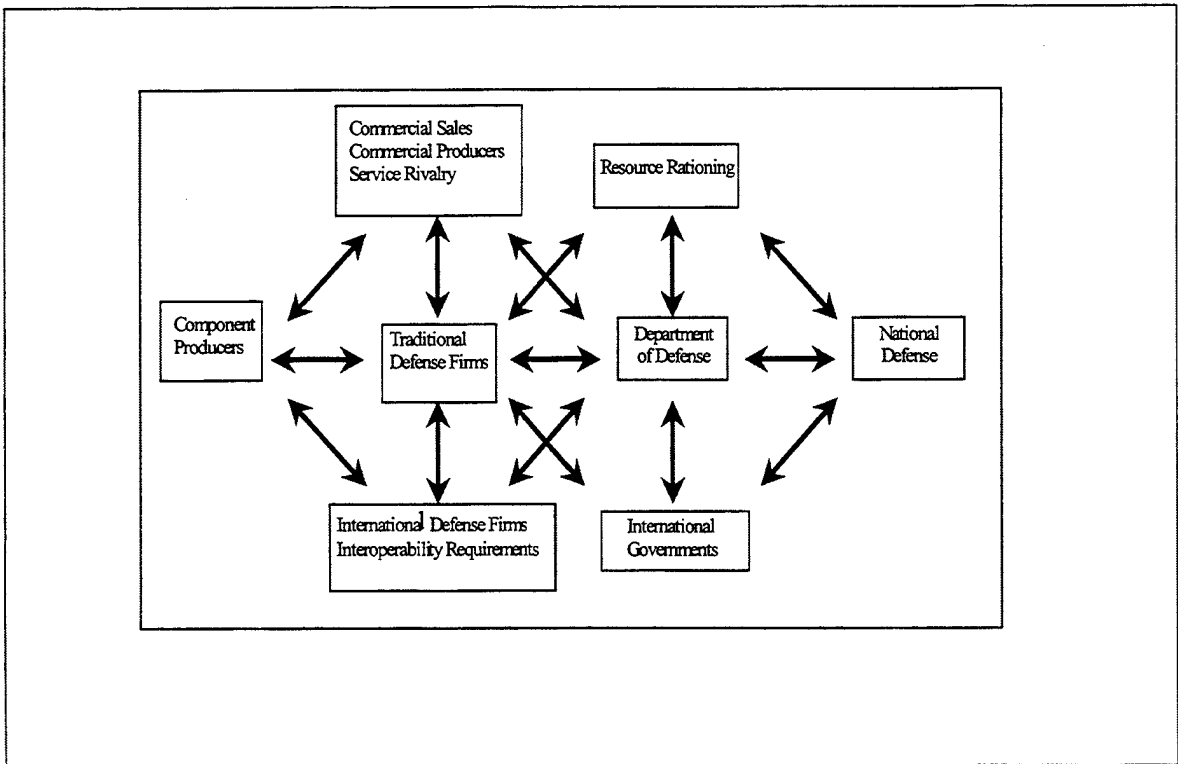 Commercial Sales
Commercial Producers
Service Rivalry
Resource Rationing
Component
Producers
Traditional
Defense Firms
Department
of Defense
National
Defense
International Defense Firms
Interoperability Requirements
International
Governments